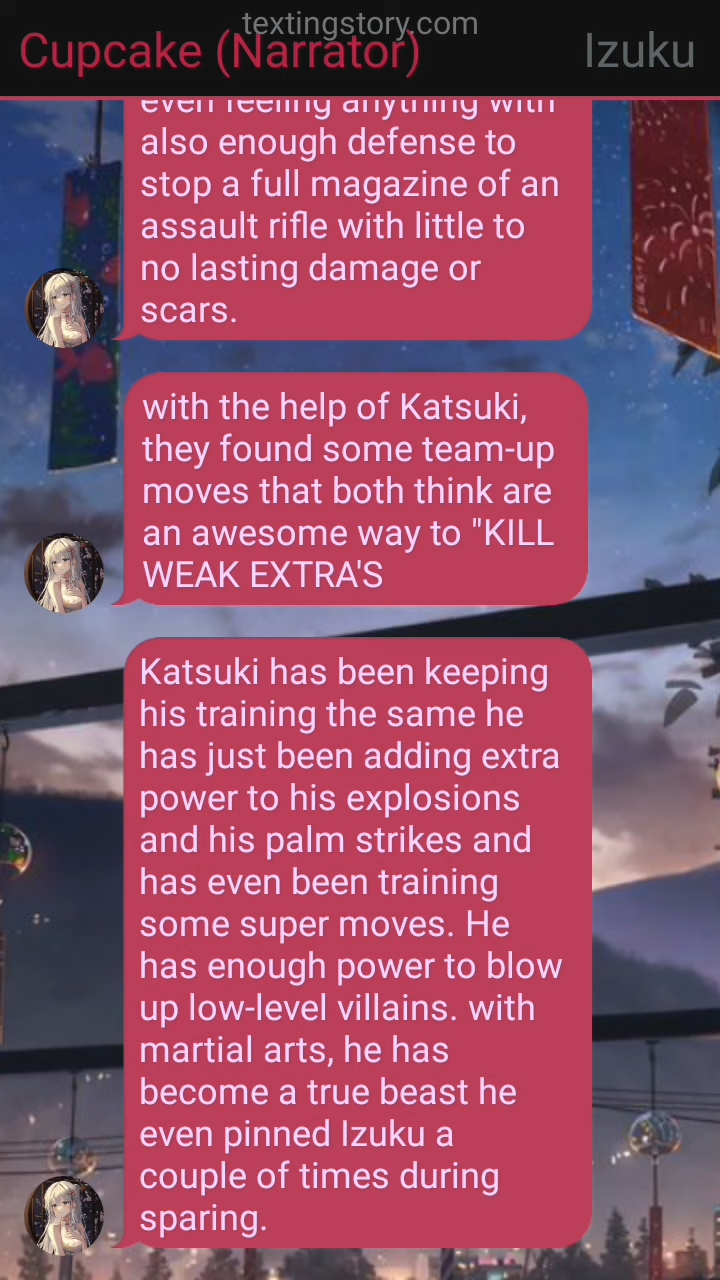 textingstory.com
Cupcake (Narrator)
Izuku
even feeling anything with
also enough defense to
stop a full magazine of an
assault rifle with little to
no lasting damage or
scars.
with the help of Katsuki,
they found some team-up
moves that both think are
an awesome way to "KILL
WEAK EXTRA'S
Katsuki has been keeping
his training the same he
has just been adding extra
power to his explosions
and his palm strikes and
has even been training
some super moves. He
has enough power to blow
up low-level villains. with
martial arts, he has
become a true beast he
even pinned Izuku a
couple of times during
sparing.